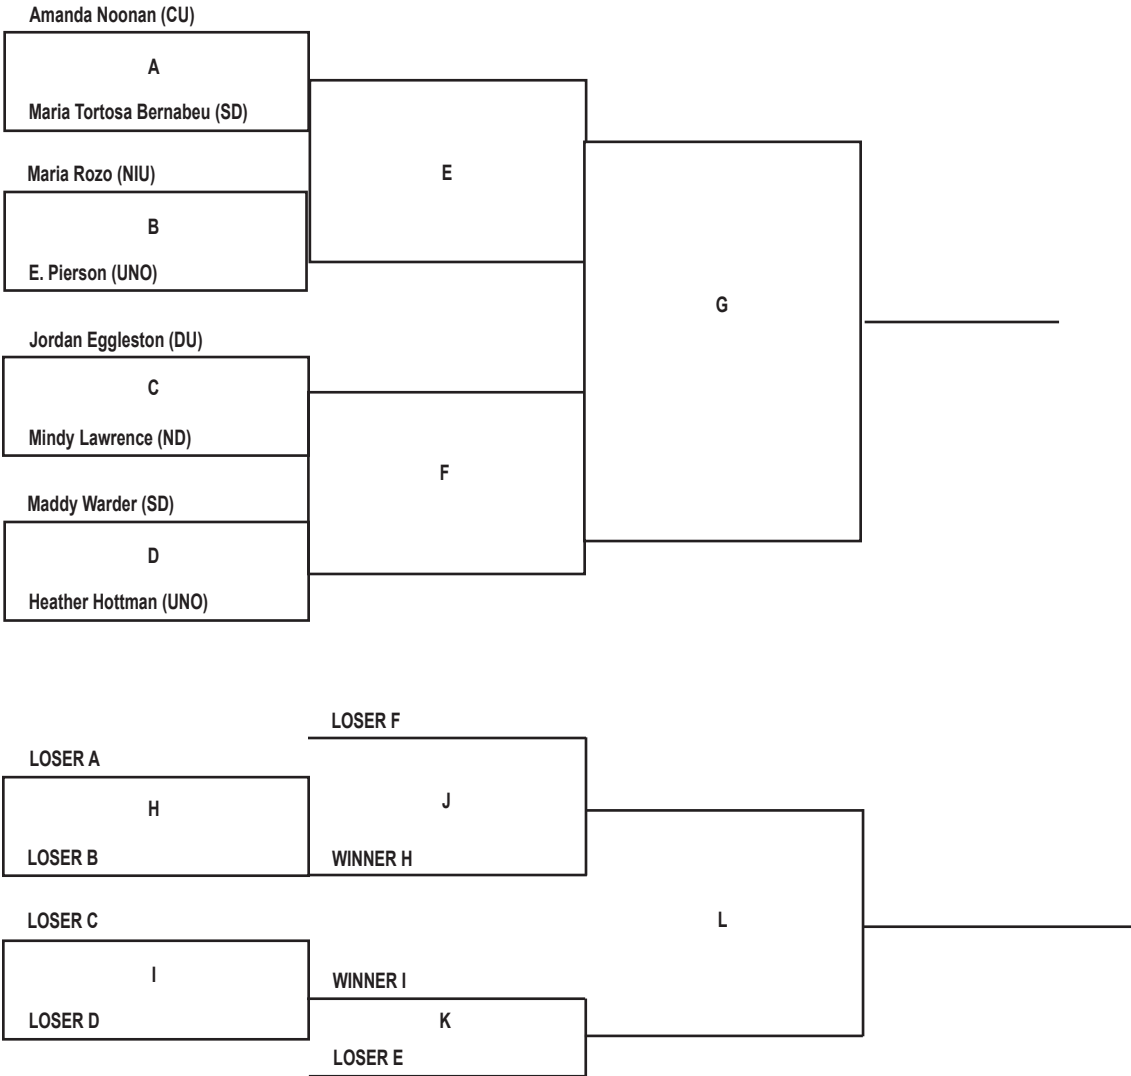 Amanda Noonan (CU)
A
Maria Tortosa Bernabeu (SD)
Maria Rozo (NIU)
E
B
E. Pierson (UNO)
G
Jordan Eggleston (DU)
C
Mindy Lawrence (ND)
F
Maddy Warder (SD)
D
Heather Hottman (UNO)
LOSER F
LOSER A
H
J
LOSER B
WINNER H
LOSER C
L
I
WINNER I
LOSER D
K
LOSER E